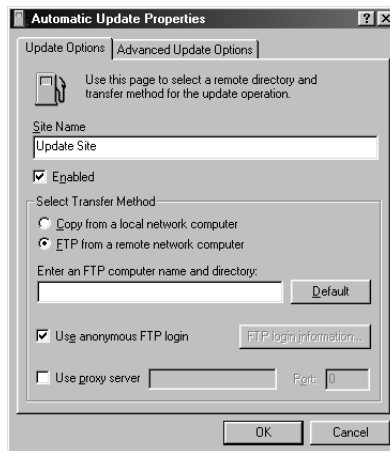 Automatic Update Properties
Update Options
Advanced Update Options
Use this page to select a remote directory and
transfer method for the update operation.
Site Name
Update Site
Enabled
Select Transfer Method
Copy from a local network computer
FTP from a remote network computer
Enter an FTP computer name and directory:
Default
Use anonymous FTP login
FTP login information...
Use proxy server
Port: 0
OK
Cancel